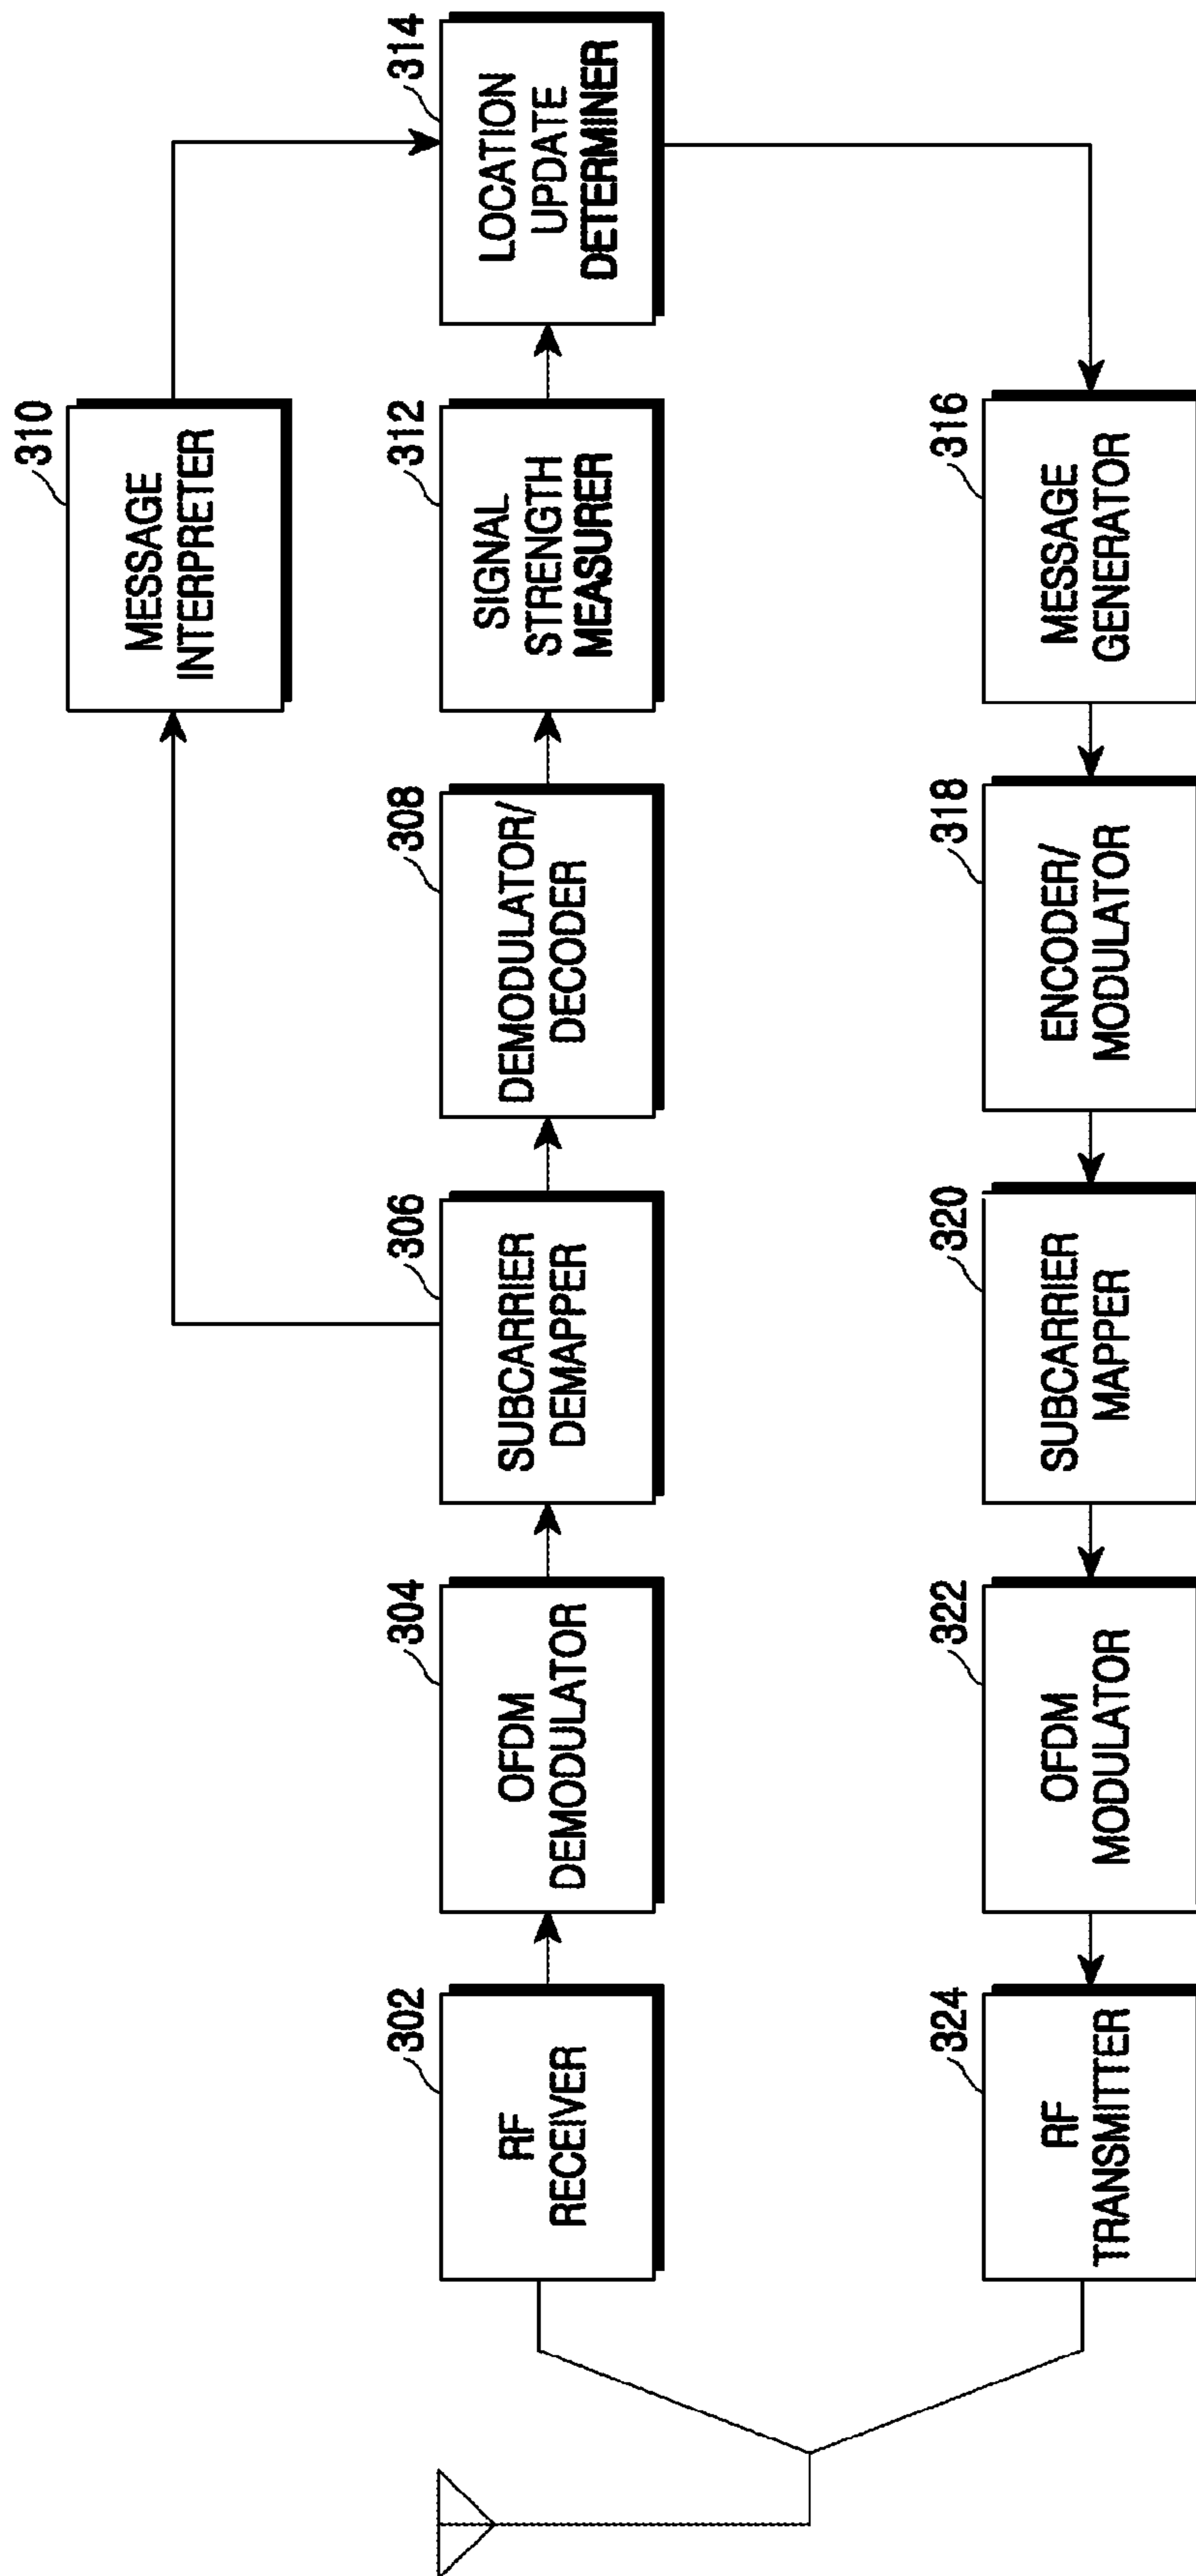 310
MESSAGE
INTERPRETER
302
RF
RECEIVER
304
OFDM
DEMODULATOR
306
SUBCARRIER
DEMAPPER
308
DEMODULATOR/
DECODER
312
SIGNAL
STRENGTH
MEASURER
314
LOCATION
UPDATE
DETERMINER
324
RF
TRANSMITTER
322
OFDM
MODULATOR
320
SUBCARRIER
MAPPER
318
ENCODER/
MODULATOR
316
MESSAGE
GENERATOR